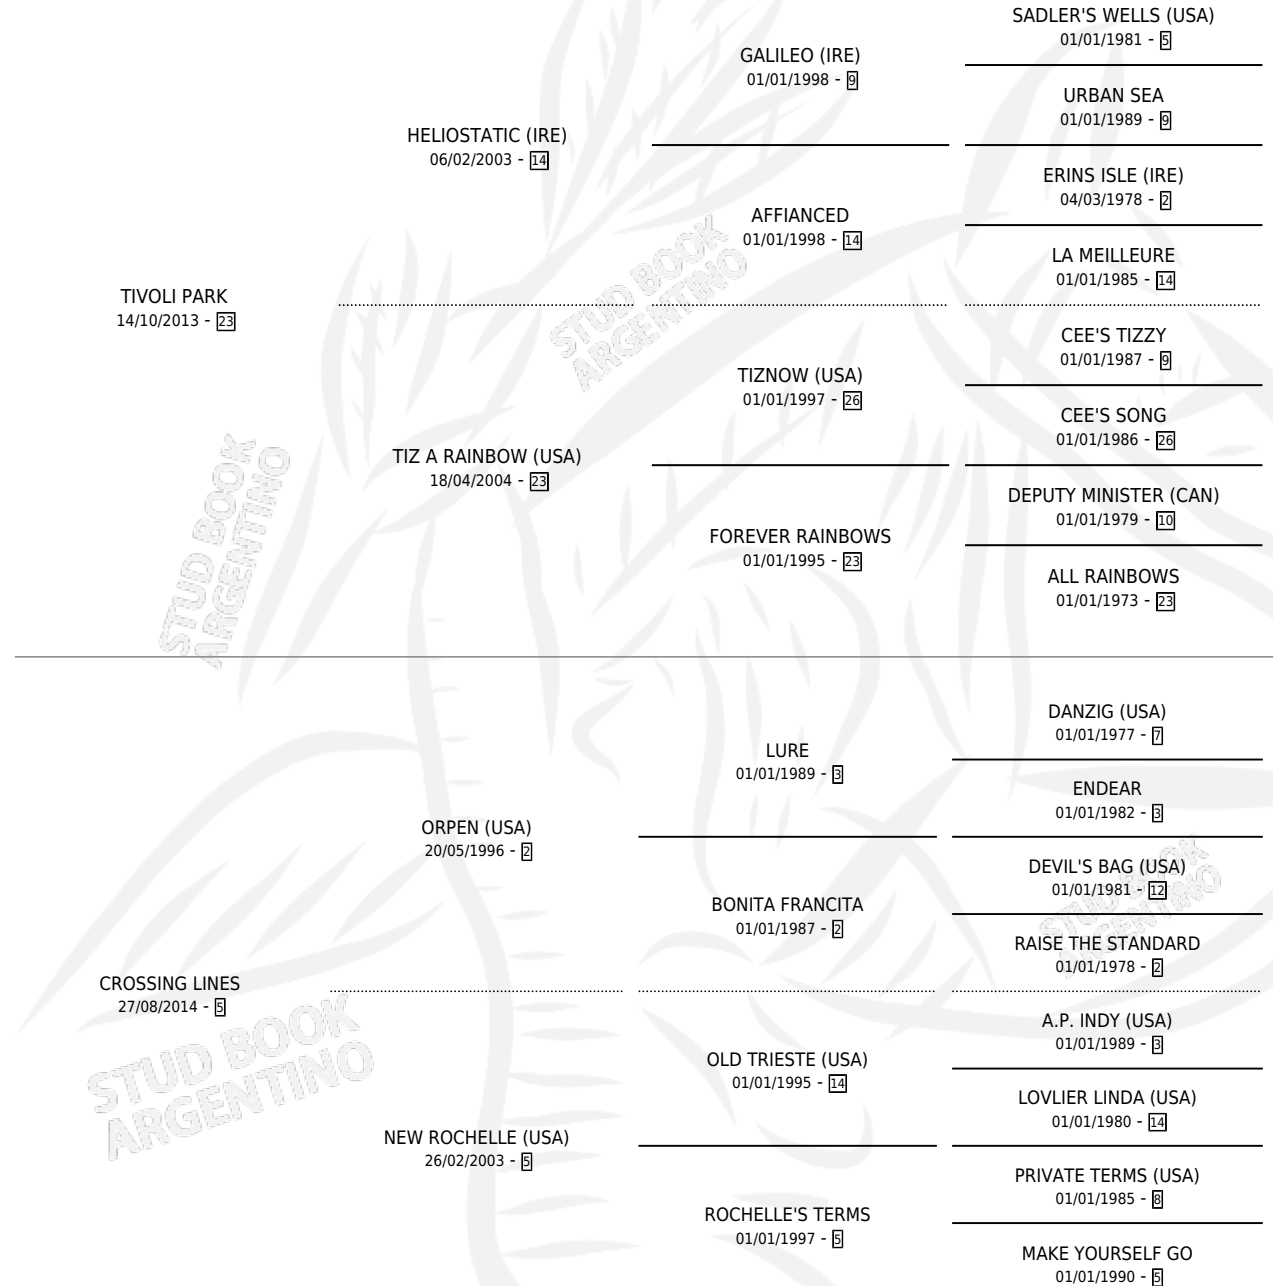 SADLER'S WELLS (USA)
01/01/1981 - 5
GALILEO (IRE)
01/01/1998 - 9
URBAN SEA
01/01/1989 - 9
HELIOSTATIC (IRE)
06/02/2003 - 14
ERINS ISLE (IRE)
04/03/1978 - 2
AFFIANCED
01/01/1998 - 14
LA MEILLEURE
01/01/1985 - 14
TIVOLI PARK
14/10/2013 - 23
CEE'S TIZZY
01/01/1987 - 9
TIZNOW (USA)
01/01/1997 - 26
CEE'S SONG
01/01/1986 - 26
TIZ A RAINBOW (USA)
18/04/2004 - 23
DEPUTY MINISTER (CAN)
01/01/1979 - 10
FOREVER RAINBOWS
01/01/1995 - 23
ALL RAINBOWS
01/01/1973 - 23
DANZIG (USA)
01/01/1977 - 7
LURE
01/01/1989 - 3
ENDEAR
01/01/1982 - 3
ORPEN (USA)
20/05/1996 - 2
DEVIL'S BAG (USA)
01/01/1981 - 12
BONITA FRANCITA
01/01/1987 - 2
RAISE THE STANDARD
01/01/1978 - 2
CROSSING LINES
27/08/2014 - 5
A.P. INDY (USA)
01/01/1989 - 3
OLD TRIESTE (USA)
01/01/1995 - 14
LOVLIER LINDA (USA)
01/01/1980 - 14
NEW ROCHELLE (USA)
26/02/2003 - 5
PRIVATE TERMS (USA)
01/01/1985 - 8
ROCHELLE'S TERMS
01/01/1997 - 5
MAKE YOURSELF GO
01/01/1990 - 5
STUD BOOK
ARGENTINO
STUD BOOK
ARGENTINO
STUD BOOK
ARGENTINO
STUD BOOK
ARGENTINO